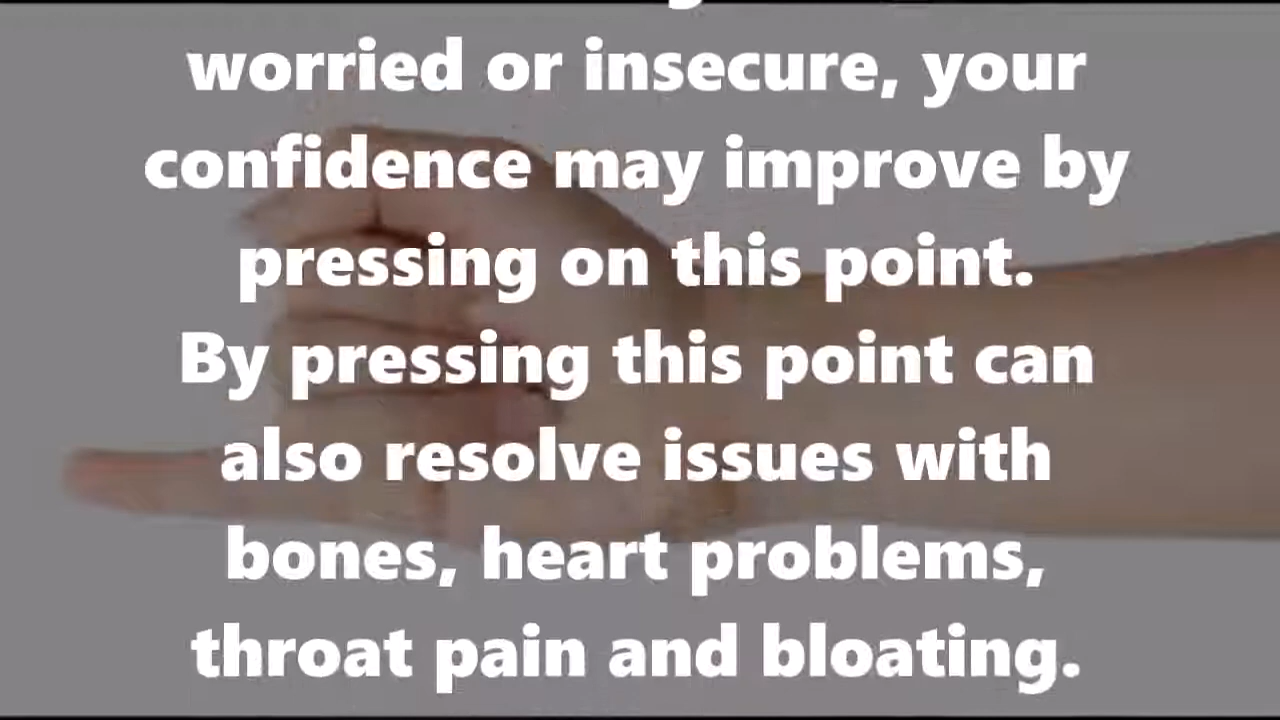 worried or insecure, your
confidence may improve by
pressing on this point.
By pressing this point can
also resolve issues with
bones, heart problems,
throat pain and bloating.